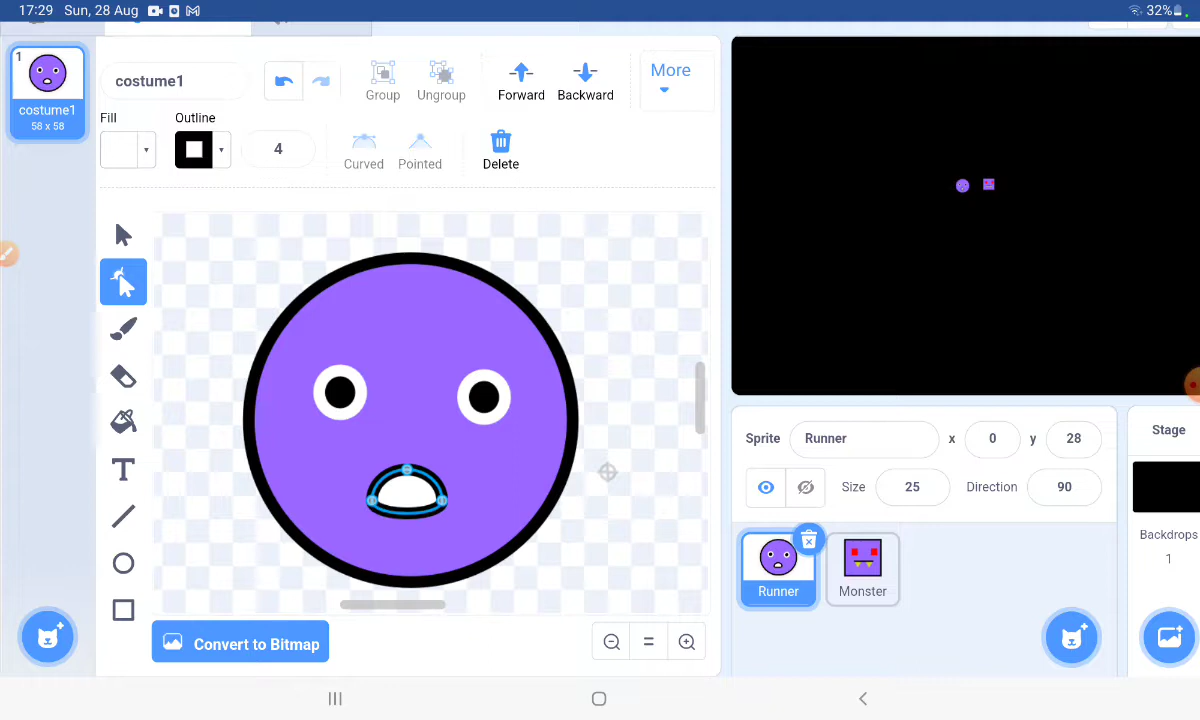 17:29 Sun, 28 Aug
32%
1
costume1
58 x 58
costume1
Group
Ungroup
Forward
Backward
More
Fill
Outline
4
Curved
Pointed
Delete
Convert to Bitmap
Sprite
Runner
x
0
y
28
Size
25
Direction
90
Runner
Monster
Stage
Backdrops
1